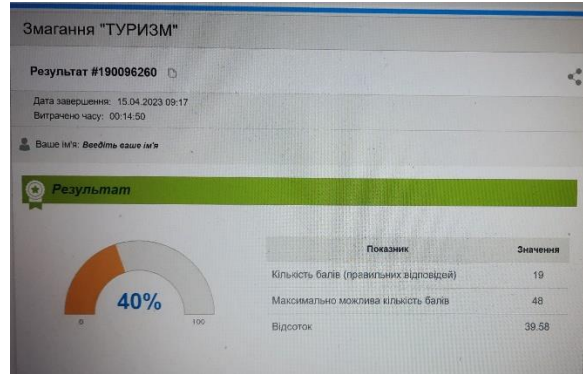 Змагання "ТУРИЗМ"
Результат #190096260
Дата завершення: 15.04.2023 09:17
Витрачено часу: 00:14:50
Ваше ім'я: Введіть ваше ім'я
Результат
Показник Значення
Кількість балів (правильних відповідей) 19
Максимально можлива кількість балів 48
Відсоток 39.58
40%
0 100